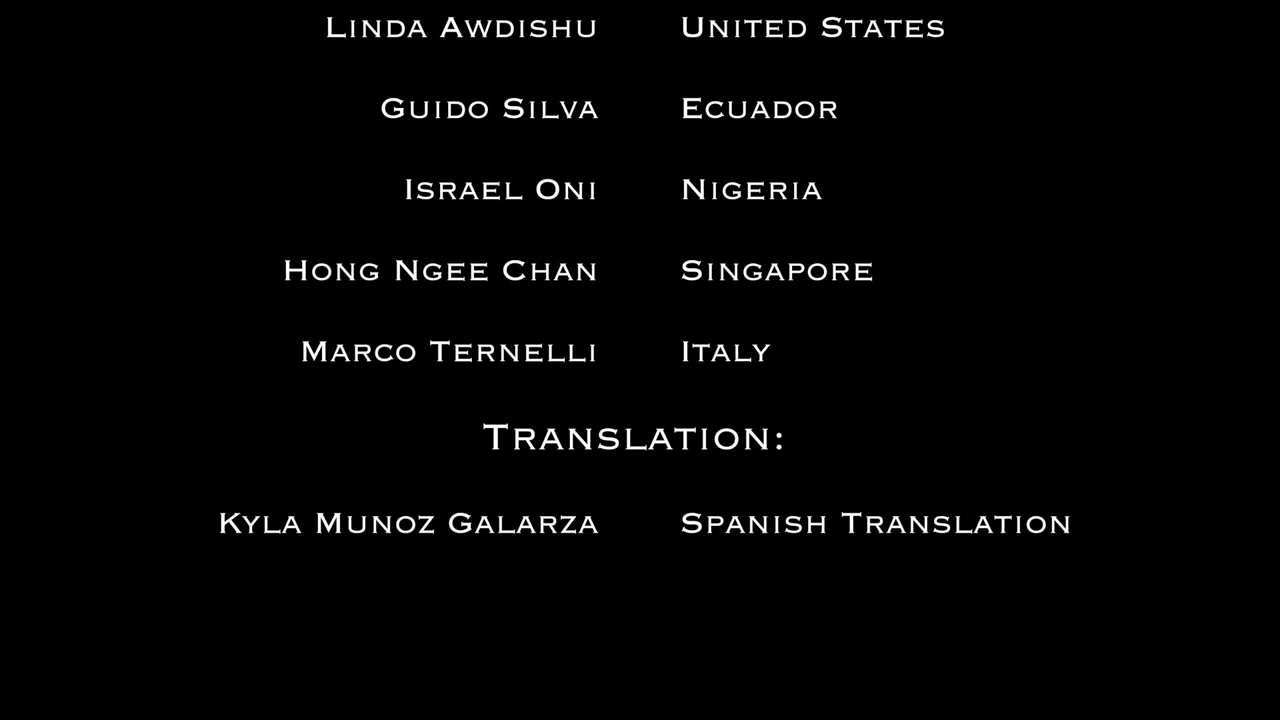 Linda Awdishu United States
Guido Silva Ecuador
Israel Oni Nigeria
Hong Ngee Chan Singapore
Marco Ternelli Italy
Translation:
Kyla Munoz Galarza Spanish Translation